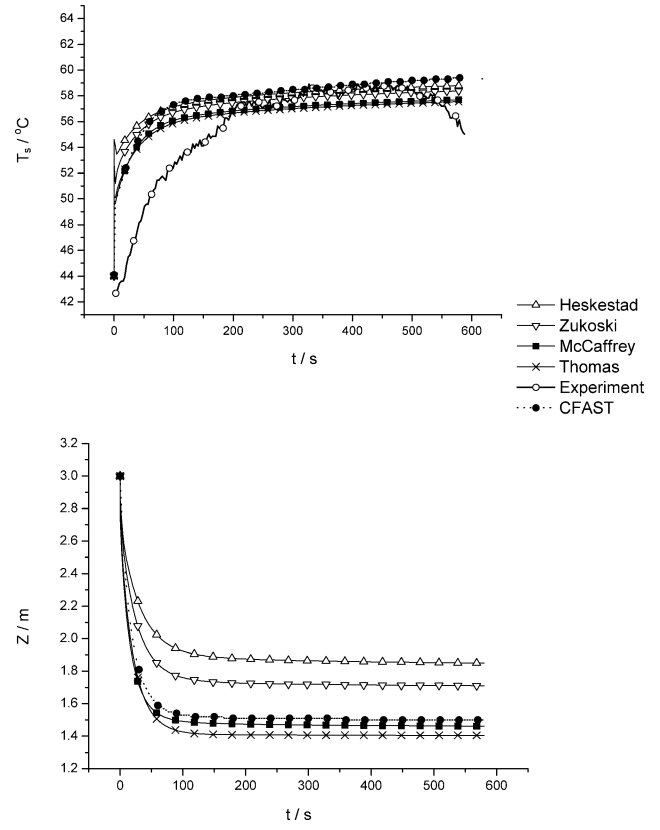 64
62
60
58
56
54
52
50
48
46
44
42
T_s / °C
0 100 200 300 400 500 600
t / s
Heskestad
Zukoski
McCaffrey
Thomas
Experiment
CFAST
3.2
3.0
2.8
2.6
2.4
2.2
2.0
1.8
1.6
1.4
1.2
Z / m
0 100 200 300 400 500 600
t / s